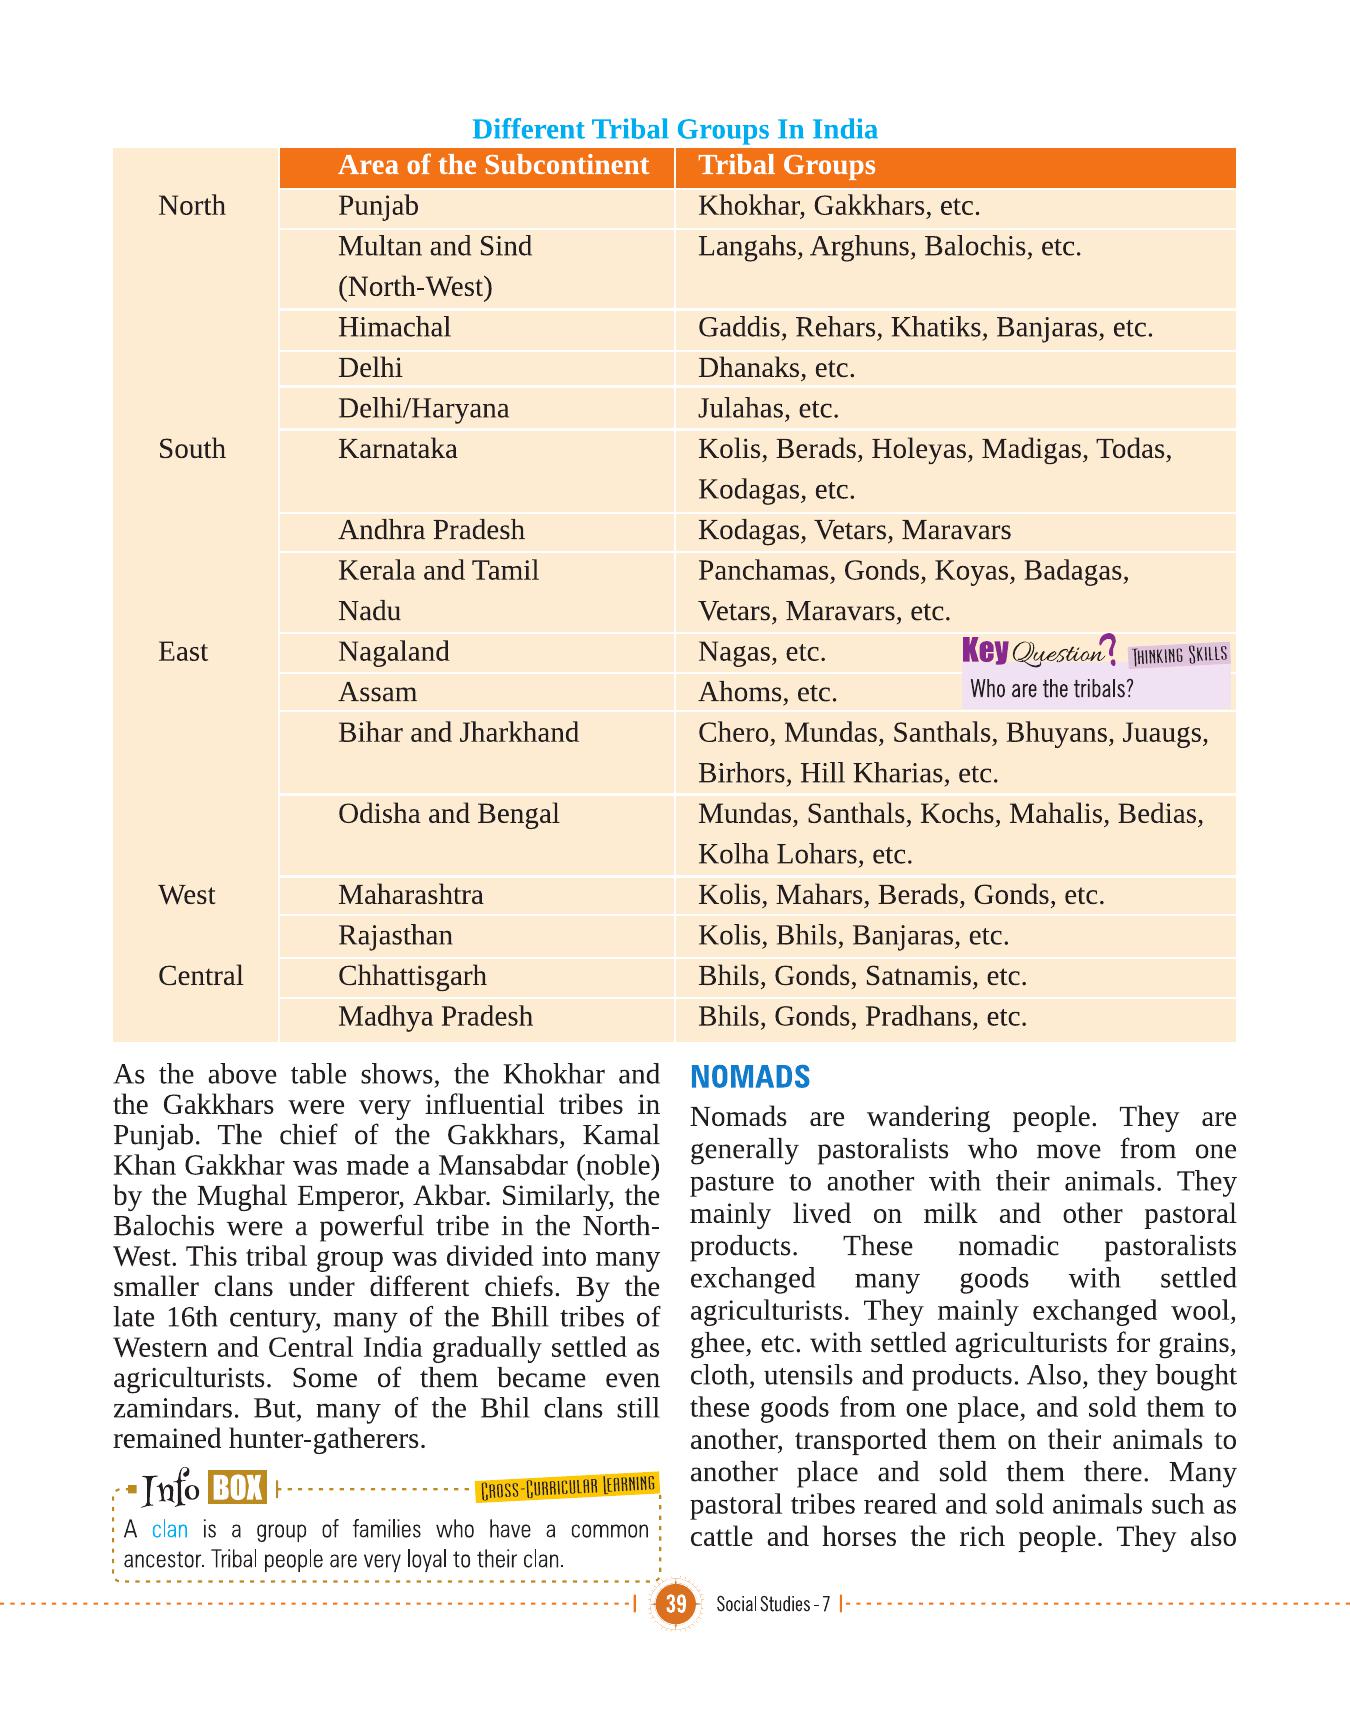 Different Tribal Groups In India
Area of the Subcontinent Tribal Groups
North Punjab Khokhar, Gakkhars, etc.
Multan and Sind Langahs, Arghuns, Balochis, etc.
(North-West)
Himachal Gaddis, Rehars, Khatiks, Banjaras, etc.
Delhi Dhanaks, etc.
Delhi/Haryana Julahas, etc.
South Karnataka Kolis, Berads, Holeyas, Madigas, Todas,
Kodagas, etc.
Andhra Pradesh Kodagas, Vetars, Maravars
Kerala and Tamil Panchamas, Gonds, Koyas, Badagas,
Nadu Vetars, Maravars, etc.
East Nagaland Nagas, etc.
Key Question? Thinking Skills
Assam Ahoms, etc.
Who are the tribals?
Bihar and Jharkhand Chero, Mundas, Santhals, Bhuyans, Juaugs,
Birhors, Hill Kharias, etc.
Odisha and Bengal Mundas, Santhals, Kochs, Mahalis, Bedias,
Kolha Lohars, etc.
West Maharashtra Kolis, Mahars, Berads, Gonds, etc.
Rajasthan Kolis, Bhils, Banjaras, etc.
Central Chhattisgarh Bhils, Gonds, Satnamis, etc.
Madhya Pradesh Bhils, Gonds, Pradhans, etc.
As the above table shows, the Khokhar and
the Gakkhars were very influential tribes in
Punjab. The chief of the Gakkhars, Kamal
Khan Gakkhar was made a Mansabdar (noble)
by the Mughal Emperor, Akbar. Similarly, the
Balochis were a powerful tribe in the North-
West. This tribal group was divided into many
smaller clans under different chiefs. By the
late 16th century, many of the Bhill tribes of
Western and Central India gradually settled as
agriculturists. Some of them became even
zamindars. But, many of the Bhil clans still
remained hunter-gatherers.
Info BOX Cross-Curricular Learning
A clan is a group of families who have a common
ancestor. Tribal people are very loyal to their clan.
NOMADS
Nomads are wandering people. They are
generally pastoralists who move from one
pasture to another with their animals. They
mainly lived on milk and other pastoral
products. These nomadic pastoralists
exchanged many goods with settled
agriculturists. They mainly exchanged wool,
ghee, etc. with settled agriculturists for grains,
cloth, utensils and products. Also, they bought
these goods from one place, and sold them to
another, transported them on their animals to
another place and sold them there. Many
pastoral tribes reared and sold animals such as
cattle and horses the rich people. They also
39 Social Studies - 7